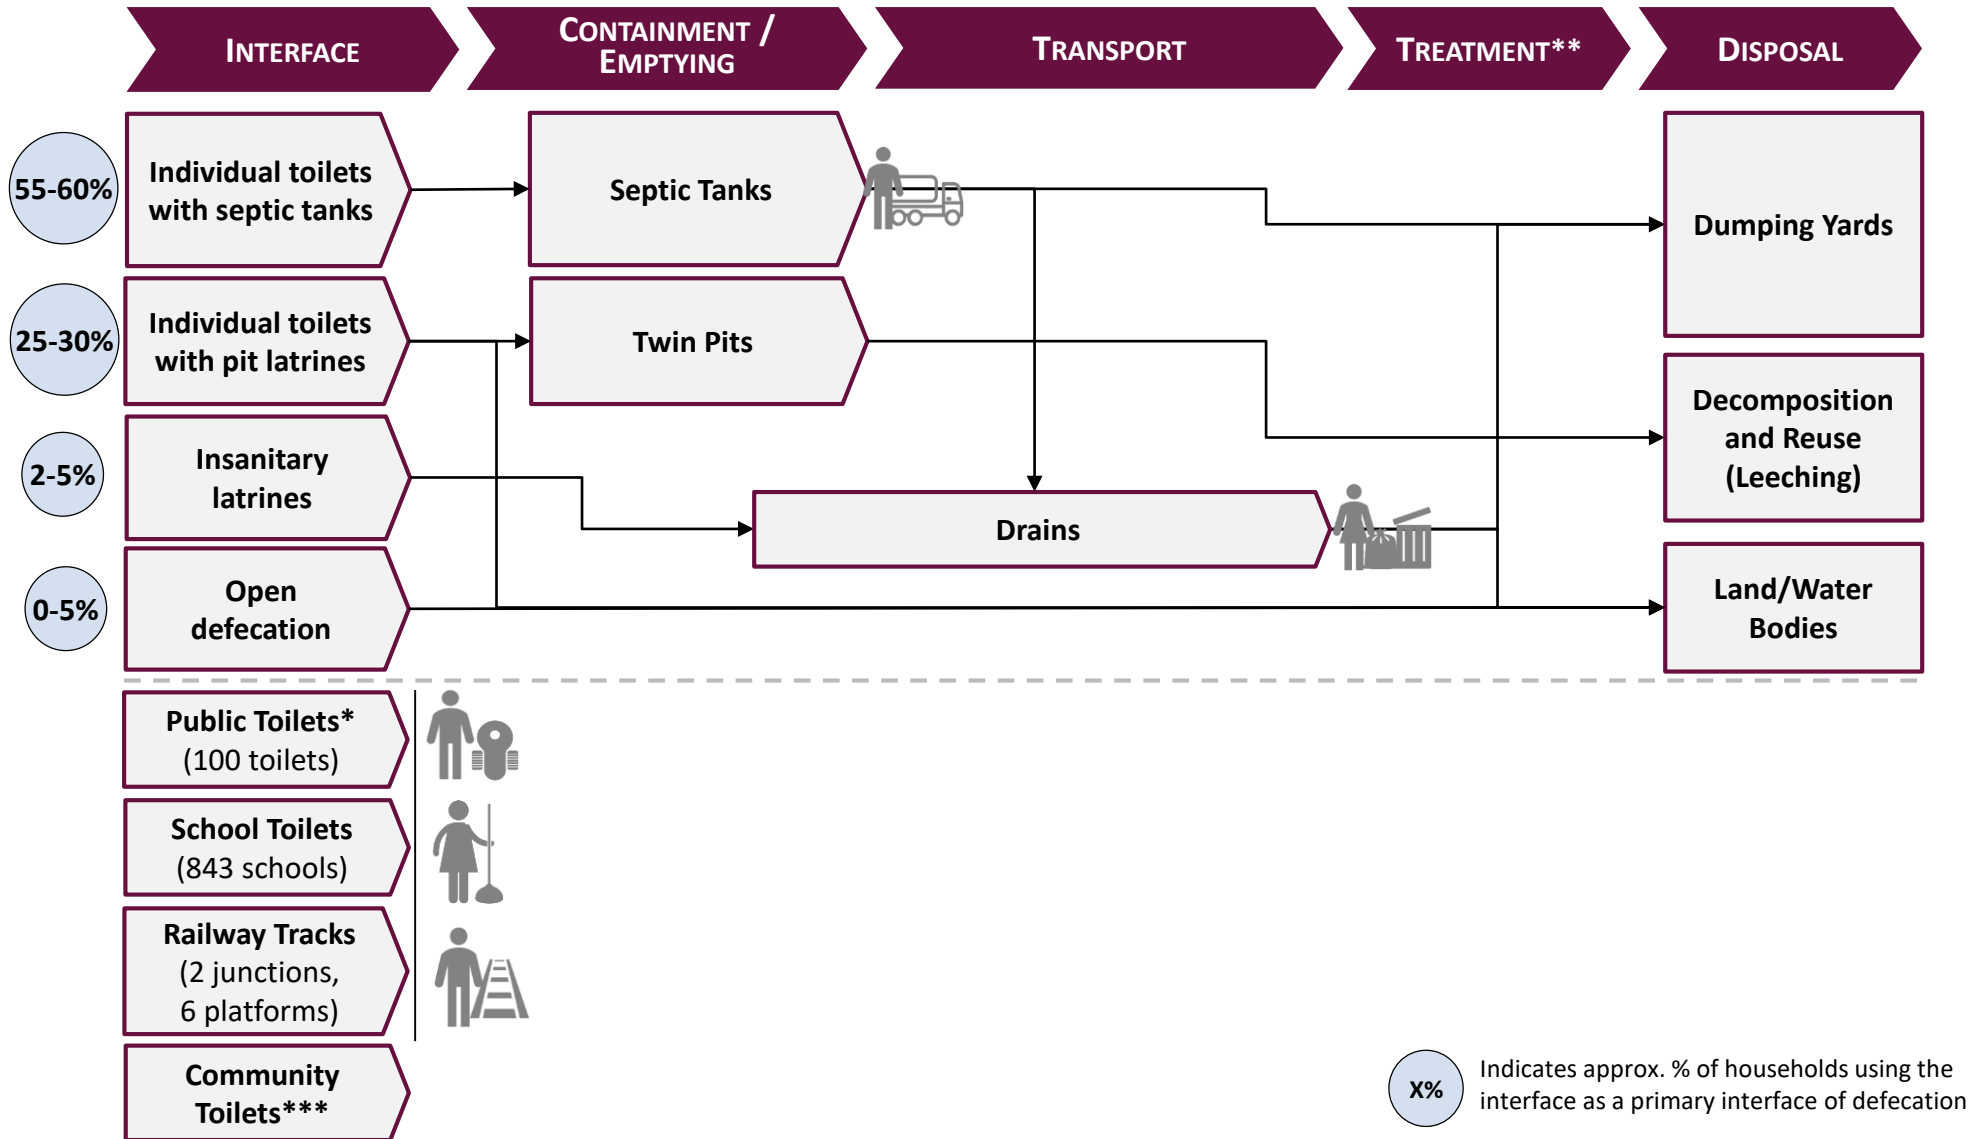 INTERFACE
CONTAINMENT /
EMPTYING
TRANSPORT
TREATMENT**
DISPOSAL
55-60%
Individual toilets
with septic tanks
Septic Tanks
Dumping Yards
25-30%
Individual toilets
with pit latrines
Twin Pits
Decomposition
and Reuse
(Leeching)
2-5%
Insanitary
latrines
Drains
0-5%
Open
defecation
Land/Water
Bodies
Public Toilets*
(100 toilets)
School Toilets
(843 schools)
Railway Tracks
(2 junctions,
6 platforms)
Community
Toilets***
X%
Indicates approx. % of households using the
interface as a primary interface of defecation